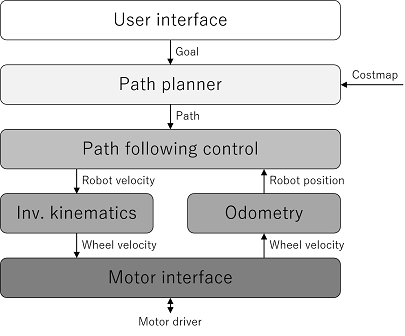 User interface
Goal
Path planner
Costmap
Path
Path following control
Robot velocity
Robot position
Inv. kinematics
Odometry
Wheel velocity
Wheel velocity
Motor interface
Motor driver